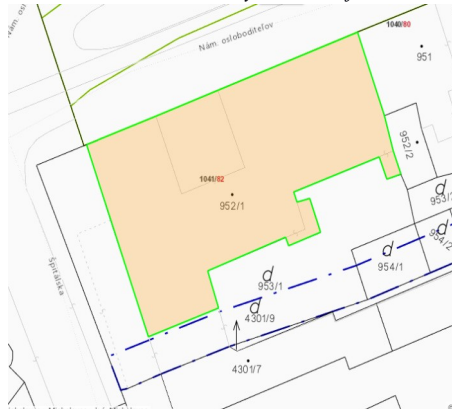 Nám. osloboditeľov
1040/80
951
952/2
1041/82
952/1
953/
d
d
954/2
954/1
Špitálska
d
953/1
d
4301/9
4301/7